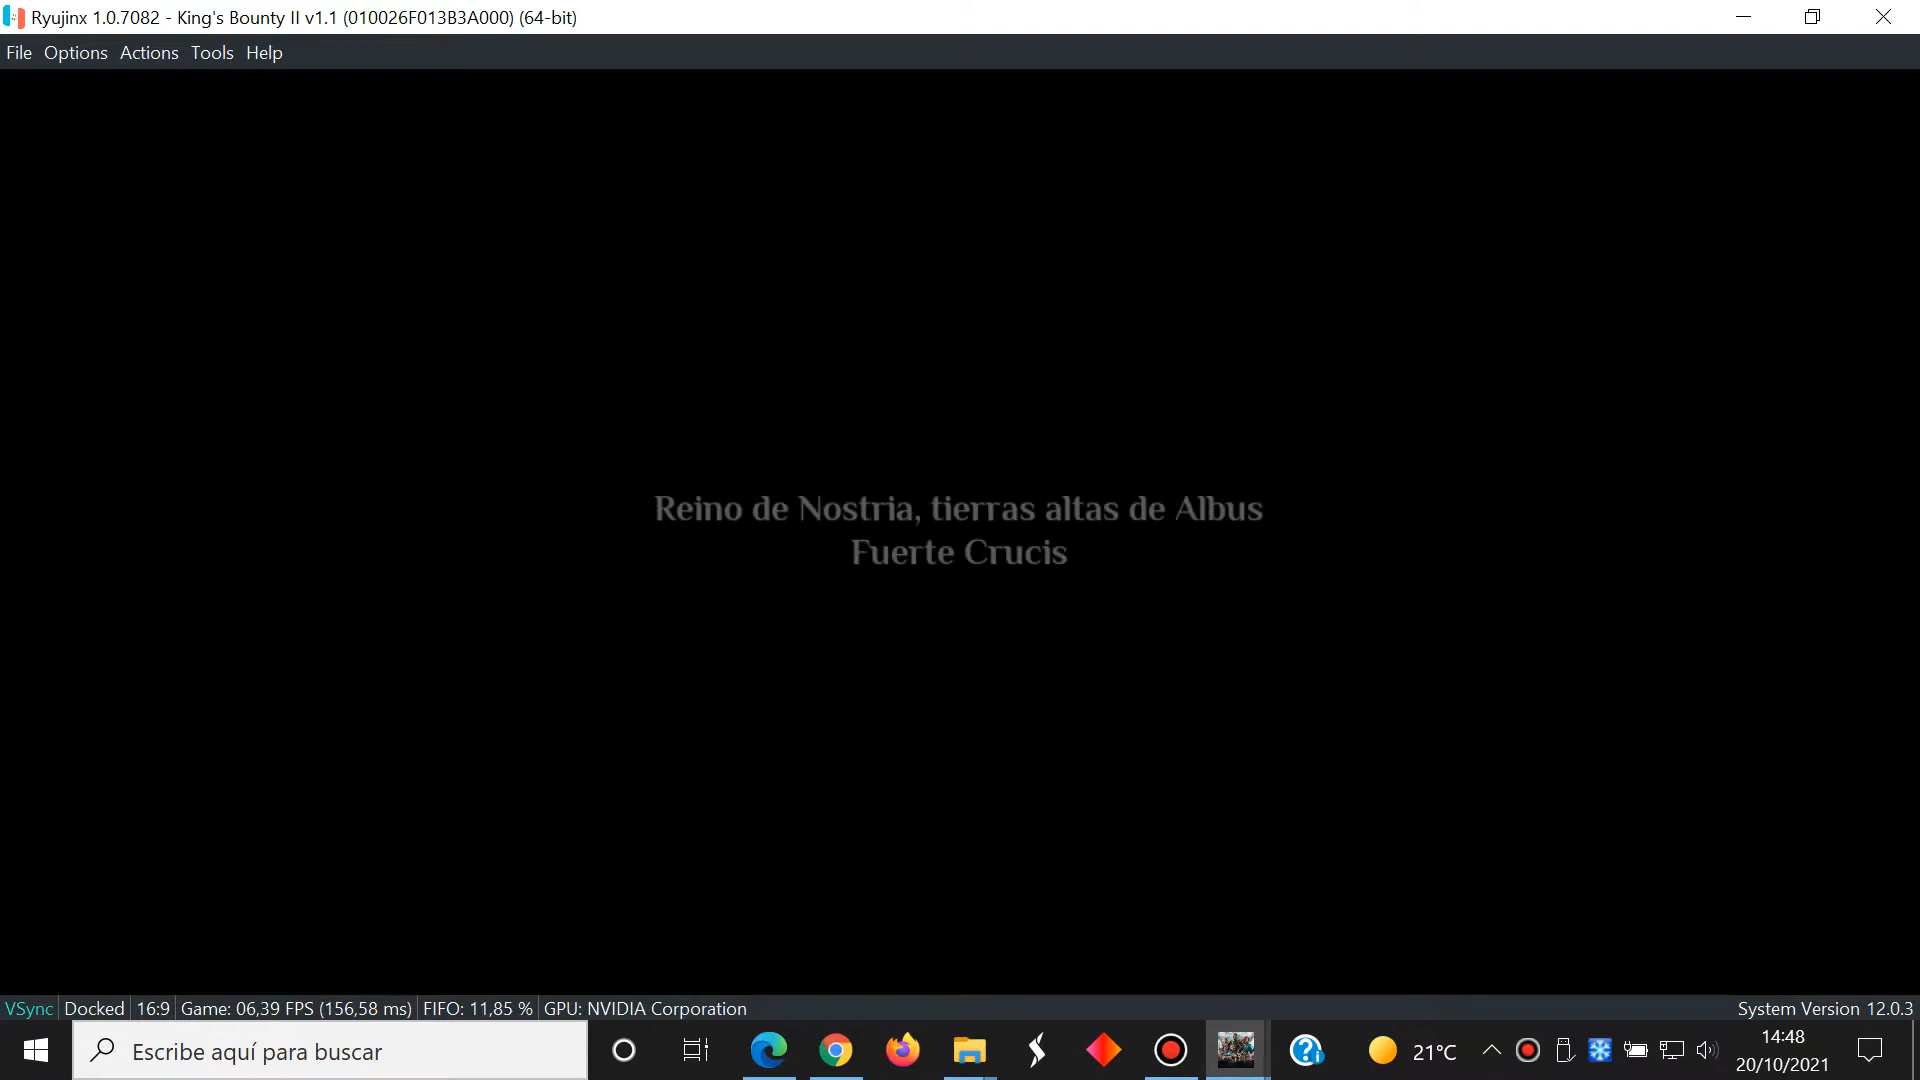 Ryujinx 1.0.7082 - King's Bounty II v1.1 (010026F013B3A000) (64-bit)
File Options Actions Tools Help
Reino de Nostria, tierras altas de Albus
Fuerte Crucis
VSync Docked 16:9 Game: 06,39 FPS (156,58 ms) FIFO: 11,85 % GPU: NVIDIA Corporation System Version 12.0.3
Escribe aquí para buscar
21°C
14:48
20/10/2021